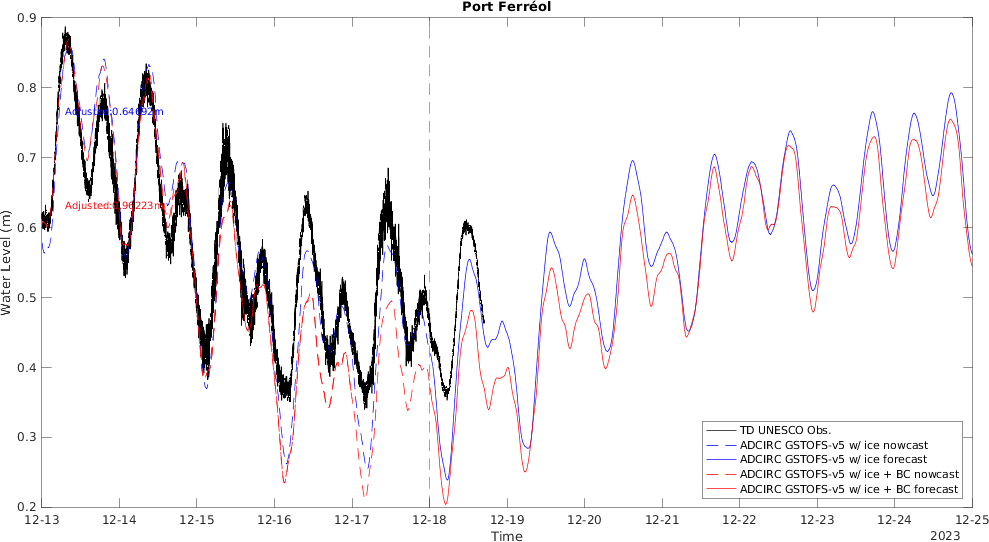 Port Ferréol
0.9
0.8
0.7
0.6
0.5
0.4
0.3
0.2
Water Level (m)
Adjusted:0.64692m
TD UNESCO Obs.
ADCIRC GSTOFS-v5 w/ ice nowcast
ADCIRC GSTOFS-v5 w/ ice forecast
ADCIRC GSTOFS-v5 w/ ice + BC nowcast
ADCIRC GSTOFS-v5 w/ ice + BC forecast
12-13 12-14 12-15 12-16 12-17 12-18 12-19 12-20 12-21 12-22 12-23 12-24 12-25
Time
2023